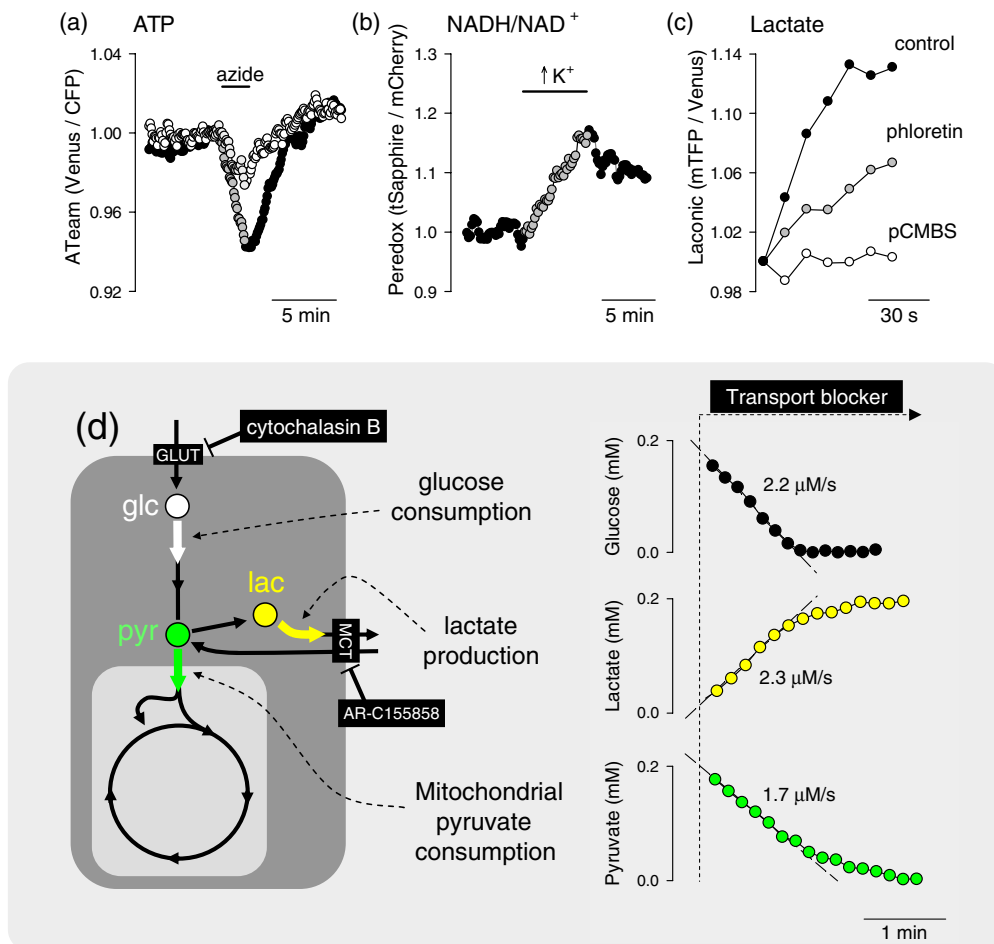 (a) ATP
ATeam (Venus / CFP)
1.04
1.00
0.96
0.92
azide
5 min
(b) NADH/NAD⁺
Peredox (tSapphire / mCherry)
1.3
1.2
1.1
1.0
0.9
↑K⁺
5 min
(c) Lactate
Laconic (mTFP / Venus)
1.14
1.10
1.06
1.02
0.98
control
phloretin
pCMBS
30 s
(d)
cytochalasin B
GLUT
glc
glucose
consumption
lac
pyr
MCT
lactate
production
AR-C155858
Mitochondrial
pyruvate
consumption
Transport blocker
Glucose (mM)
0.2
0.0
2.2 μM/s
Lactate (mM)
0.2
0.0
2.3 μM/s
Pyruvate (mM)
0.2
0.0
1.7 μM/s
1 min